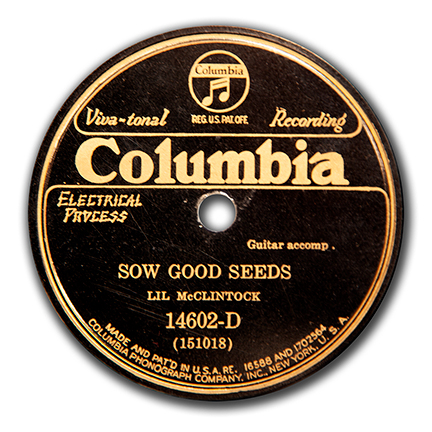 Columbia
REG. U.S. PAT. OFF.
Viva-tonal Recording
Columbia
ELECTRICAL
PROCESS
Guitar accomp.
SOW GOOD SEEDS
LIL McCLINTOCK
14602-D
(151018)
MADE AND PAT'D IN U.S.A. RE. 16588 AND 1702564
COLUMBIA PHONOGRAPH COMPANY, INC., NEW YORK, U.S.A.